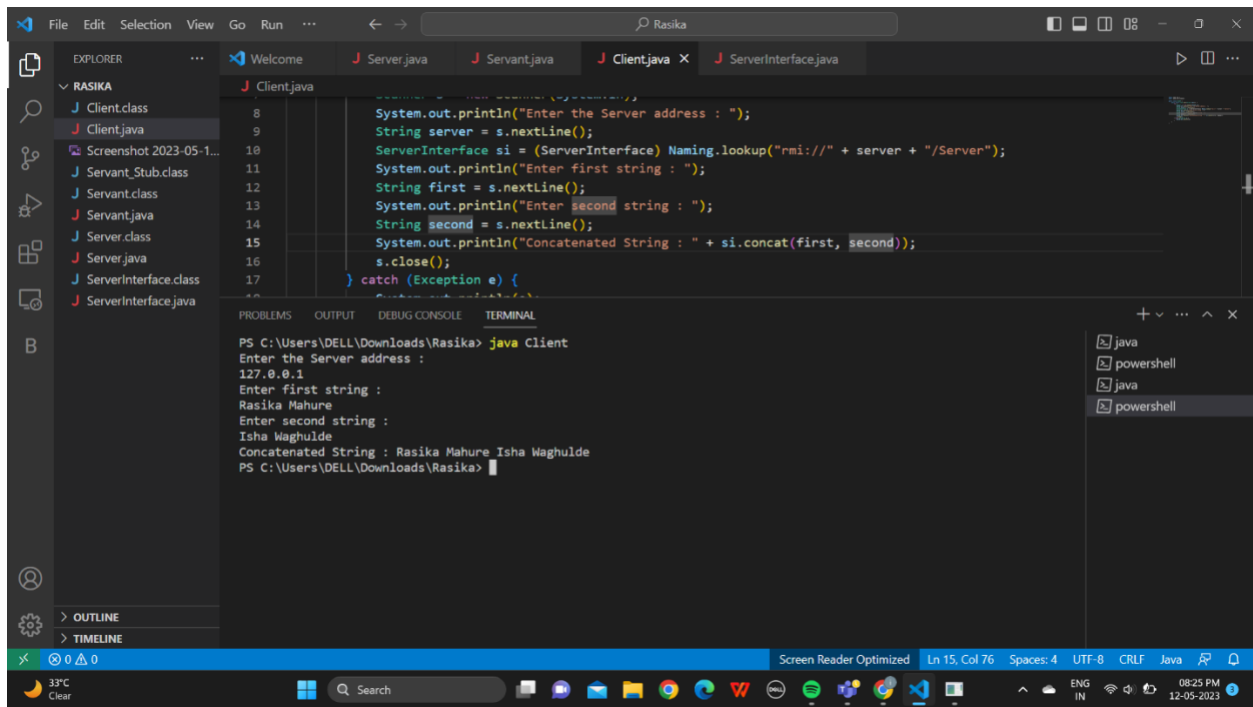 File Edit Selection View Go Run ··· Rasika
EXPLORER ···
RASIKA
Client.class
Client.java
Screenshot 2023-05-1...
Servant_Stub.class
Servant.class
Servant.java
Server.class
Server.java
ServerInterface.class
ServerInterface.java
OUTLINE
TIMELINE
Welcome J Server.java J Servant.java J Client.java J ServerInterface.java
J Client.java
8 System.out.println("Enter the Server address : ");
9 String server = s.nextLine();
10 ServerInterface si = (ServerInterface) Naming.lookup("rmi://" + server + "/Server");
11 System.out.println("Enter first string : ");
12 String first = s.nextLine();
13 System.out.println("Enter second string : ");
14 String second = s.nextLine();
15 System.out.println("Concatenated String : " + si.concat(first, second));
16 s.close();
17 } catch (Exception e) {
PROBLEMS OUTPUT DEBUG CONSOLE TERMINAL
PS C:\Users\DELL\Downloads\Rasika> java Client
Enter the Server address :
127.0.0.1
Enter first string :
Rasika Mahure
Enter second string :
Isha Waghulde
Concatenated String : Rasika Mahure Isha Waghulde
PS C:\Users\DELL\Downloads\Rasika>
java
powershell
java
powershell
0 0 Screen Reader Optimized Ln 15, Col 76 Spaces: 4 UTF-8 CRLF Java
33°C
Clear
Search
ENG
IN
08:25 PM
12-05-2023
3